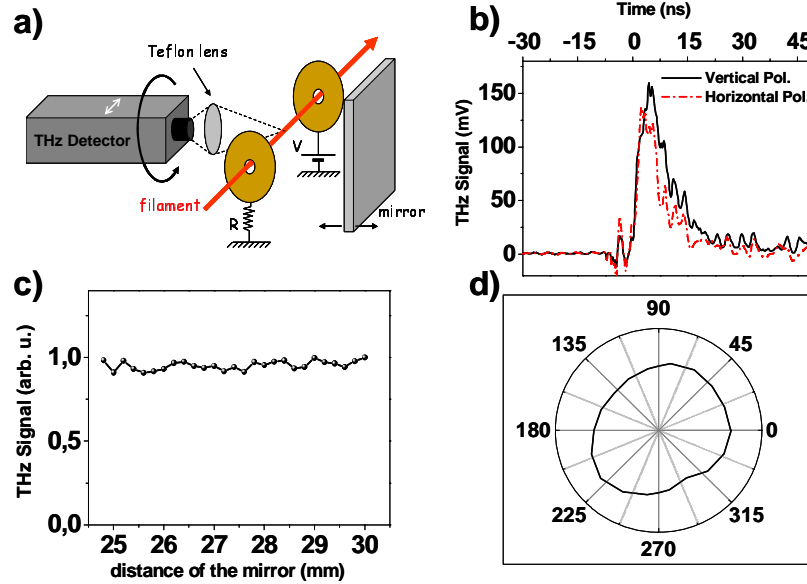 a)
Teflon lens
THz Detector
V
filament
R
mirror
b)
Time (ns)
-30 -15 0 15 30 45
Vertical Pol.
Horizontal Pol.
150
100
50
0
THz Signal (mV)
c)
1,0
0,5
0,0
THz Signal (arb. u.)
25 26 27 28 29 30
distance of the mirror (mm)
d)
90
135 45
180 0
225 315
270